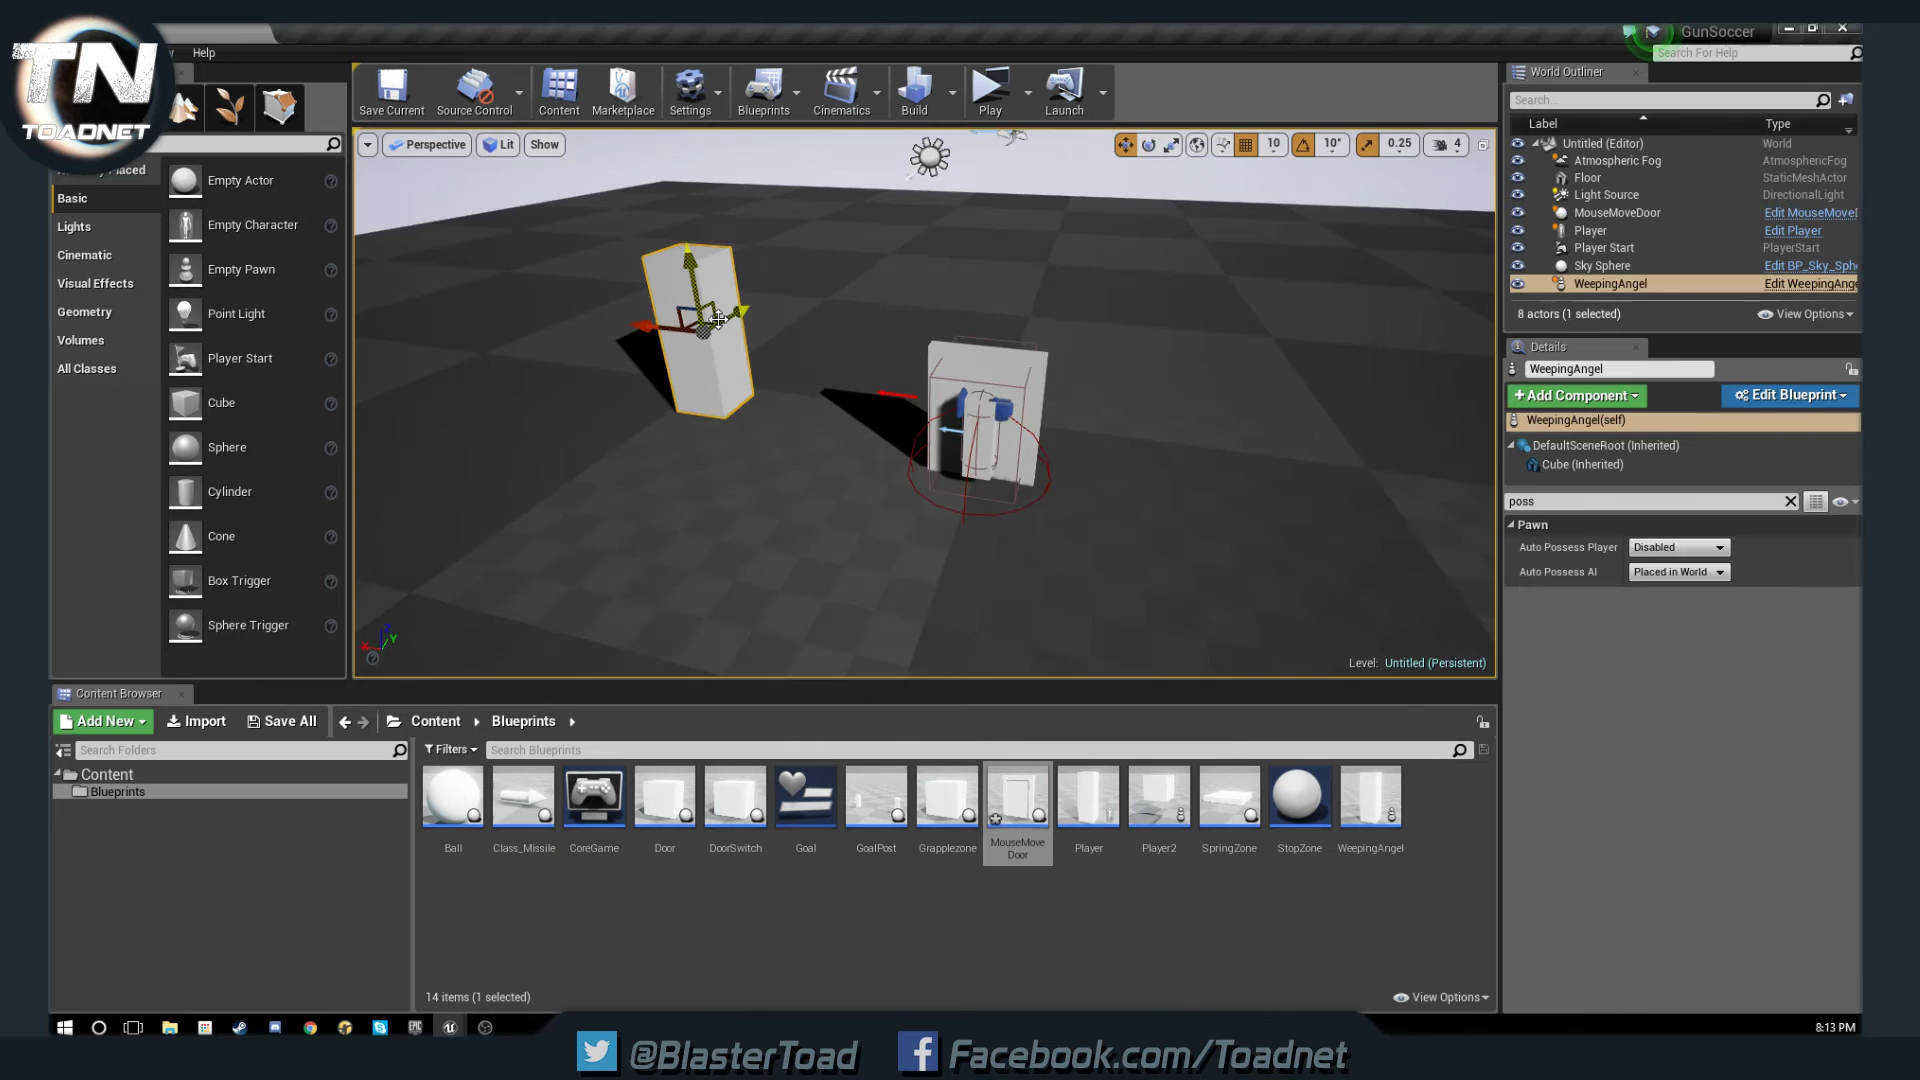 TN
TOADNET
Help
GunSoccer
Search For Help
Save Current
Source Control
Content
Marketplace
Settings
Blueprints
Cinematics
Build
Play
Launch
Placed
Basic
Lights
Cinematic
Visual Effects
Geometry
Volumes
All Classes
Empty Actor
Empty Character
Empty Pawn
Point Light
Player Start
Cube
Sphere
Cylinder
Cone
Box Trigger
Sphere Trigger
Perspective
Lit
Show
10
10°
0.25
4
Level: Untitled (Persistent)
World Outliner
Search...
Label Type
Untitled (Editor) World
Atmospheric Fog AtmosphericFog
Floor StaticMeshActor
Light Source DirectionalLight
MouseMoveDoor Edit MouseMoveD
Player Edit Player
Player Start PlayerStart
Sky Sphere Edit BP_Sky_Sph
WeepingAngel Edit WeepingAnge
8 actors (1 selected) View Options
Details
WeepingAngel
+ Add Component Edit Blueprint
WeepingAngel(self)
DefaultSceneRoot (Inherited)
Cube (Inherited)
poss
Pawn
Auto Possess Player Disabled
Auto Possess AI Placed in World
Content Browser
Add New Import Save All Content Blueprints
Search Folders
Filters Search Blueprints
Content
Blueprints
Ball
Class_Missile
CoreGame
Door
DoorSwitch
Goal
GoalPost
Grapplezone
MouseMove
Door
Player
Player2
SpringZone
StopZone
WeepingAngel
14 items (1 selected) View Options
EPIC
8:13 PM
@BlasterToad
Facebook.com/Toadnet